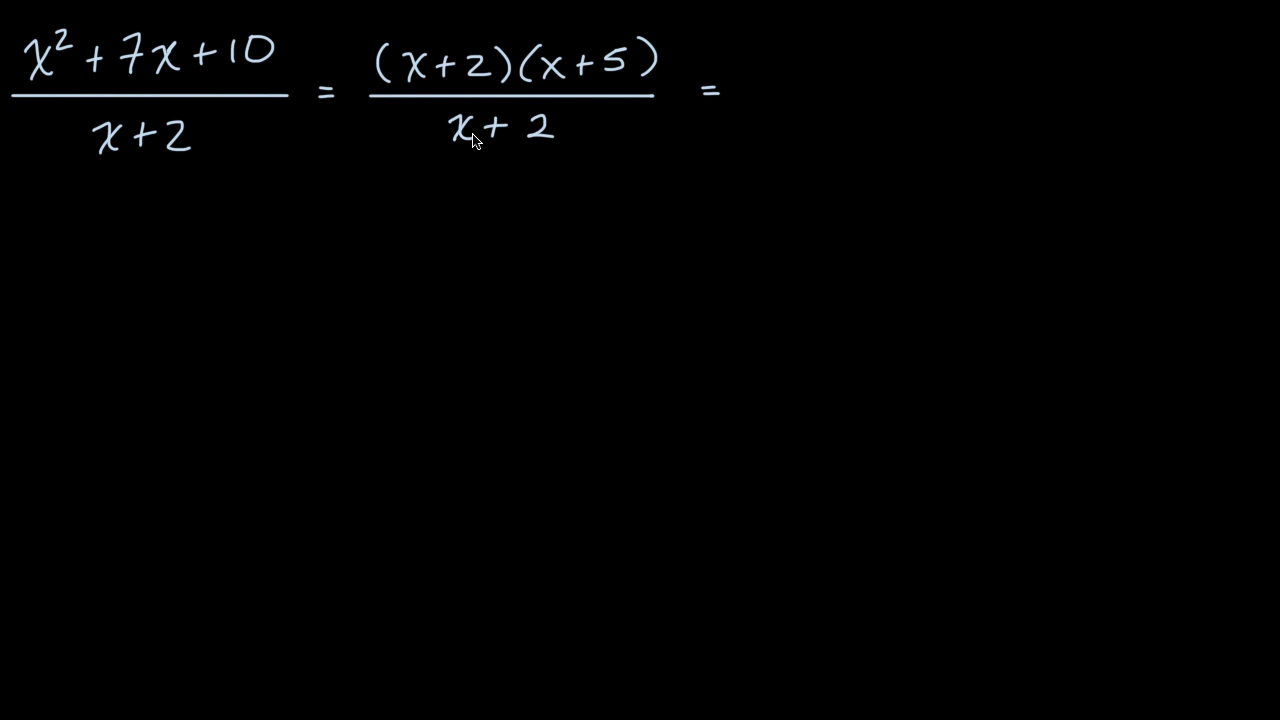 x² + 7x + 10 / x + 2 = (x + 2)(x + 5) / x + 2 =